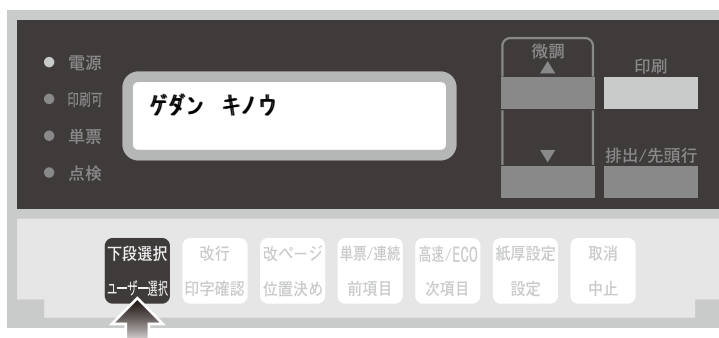 電源
印刷可
単票
点検
ゲダン キノウ
微調
▲
▼
印刷
排出/先頭行
下段選択 改行 改ページ 単票/連続 高速/ECO 紙厚設定 取消
ユーザー選択 印字確認 位置決め 前項目 次項目 設定 中止